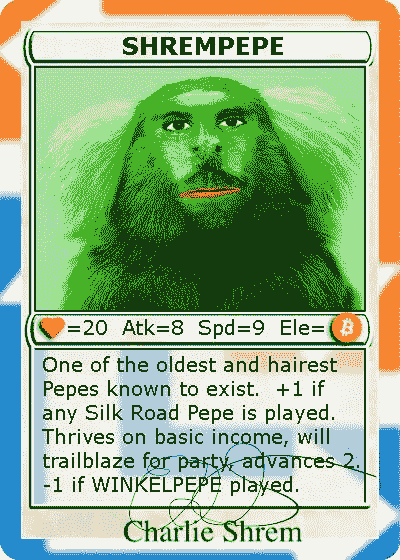 SHREMPEPE
=20 Atk=8 Spd=9 Ele=
One of the oldest and hairest
Pepes known to exist. +1 if
any Silk Road Pepe is played.
Thrives on basic income, will
trailblaze for party, advances 2.
-1 if WINKELPEPE played.
Charlie Shrem